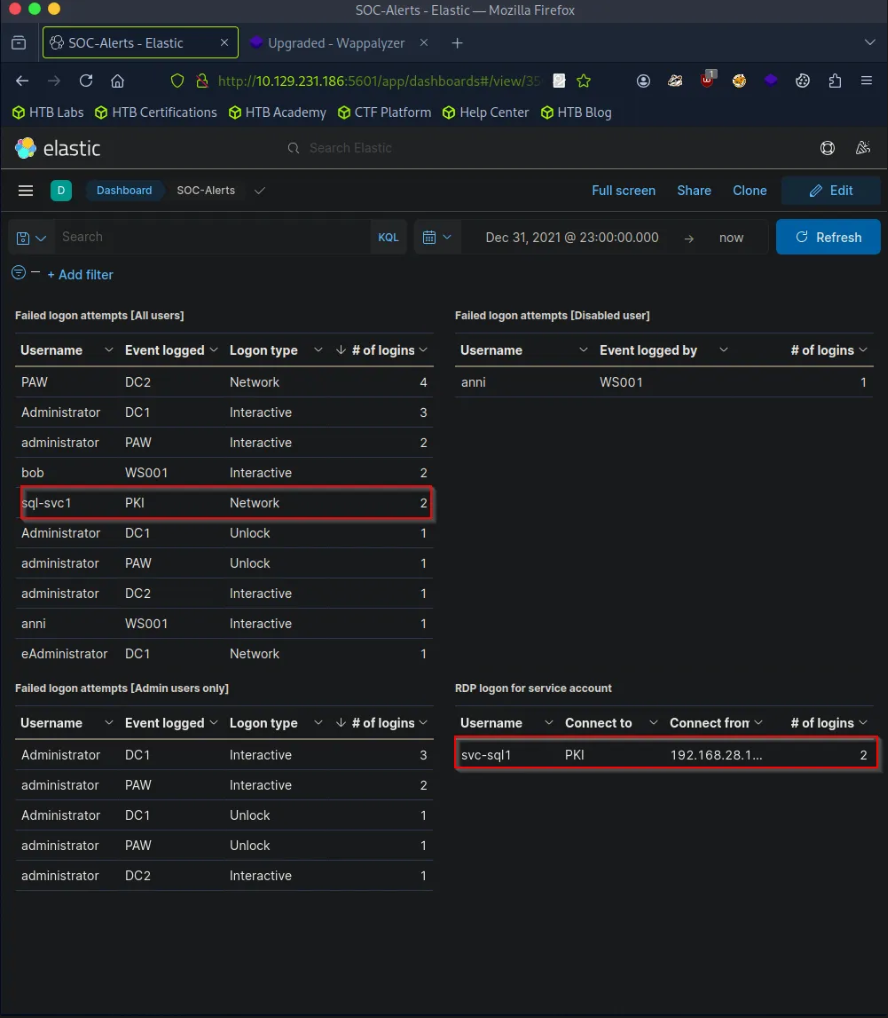 SOC-Alerts - Elastic — Mozilla Firefox
SOC-Alerts - Elastic
Upgraded - Wappalyzer
http://10.129.231.186:5601/app/dashboards#/view/35
1
HTB Labs HTB Certifications HTB Academy CTF Platform Help Center HTB Blog
elastic
Search Elastic
D Dashboard SOC-Alerts Full screen Share Clone Edit
Search KQL Dec 31, 2021 @ 23:00:00.000 → now Refresh
+ Add filter
Failed logon attempts [All users]
Username Event logged Logon type # of logins
PAW DC2 Network 4
Administrator DC1 Interactive 3
administrator PAW Interactive 2
bob WS001 Interactive 2
sql-svc1 PKI Network 2
Administrator DC1 Unlock 1
administrator PAW Unlock 1
administrator DC2 Interactive 1
anni WS001 Interactive 1
eAdministrator DC1 Network 1
Failed logon attempts [Disabled user]
Username Event logged by # of logins
anni WS001 1
Failed logon attempts [Admin users only]
Username Event logged Logon type # of logins
Administrator DC1 Interactive 3
administrator PAW Interactive 2
Administrator DC1 Unlock 1
administrator PAW Unlock 1
administrator DC2 Interactive 1
RDP logon for service account
Username Connect to Connect from # of logins
svc-sql1 PKI 192.168.28.1... 2